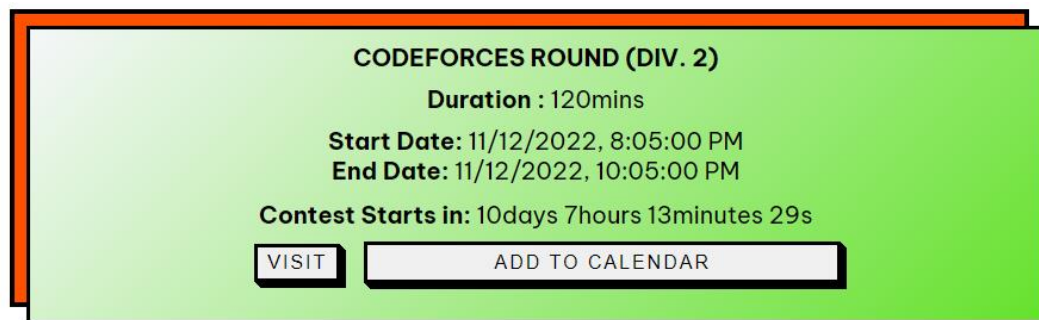 CODEFORCES ROUND (DIV. 2)
Duration : 120mins
Start Date: 11/12/2022, 8:05:00 PM
End Date: 11/12/2022, 10:05:00 PM
Contest Starts in: 10days 7hours 13minutes 29s
VISIT ADD TO CALENDAR